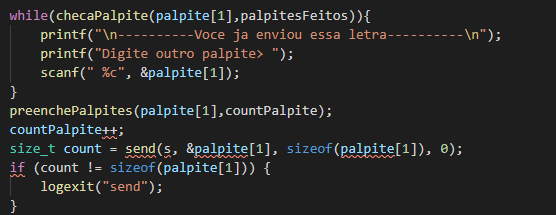 while(checaPalpite(palpite[1],palpitesFeitos)){
printf("\n----------Voce ja enviou essa letra----------\n");
printf("Digite outro palpite> ");
scanf(" %c", &palpite[1]);
}
preenchePalpites(palpite[1],countPalpite);
countPalpite++;
size_t count = send(s, &palpite[1], sizeof(palpite[1]), 0);
if (count != sizeof(palpite[1])) {
logexit("send");
}